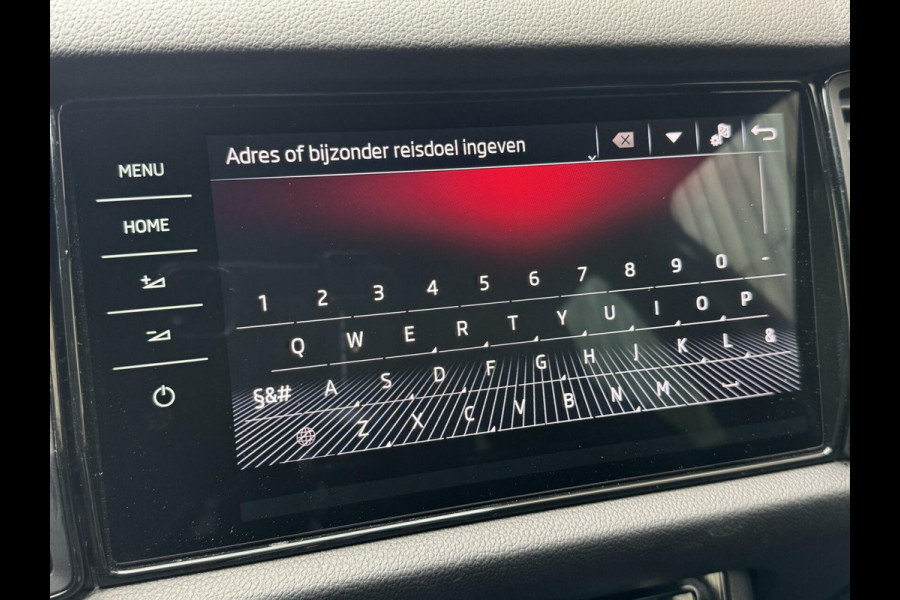 Adres of bijzonder reisdoel ingeven
MENU
HOME
1 2 3 4 5 6 7 8 9 0 -
Q W E R T Y U I O P
§&# A S D F G H J K L &
Z X C V B N M